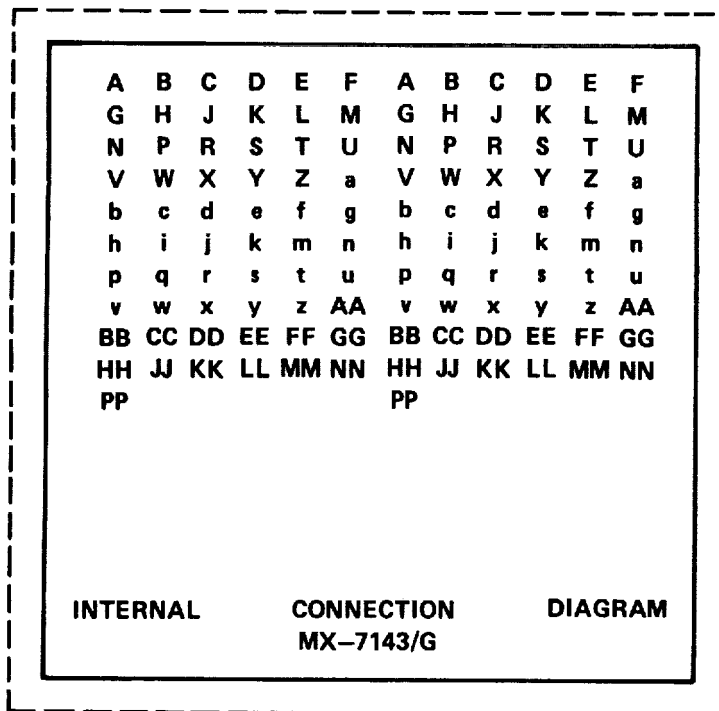 A B C D E F A B C D E F
G H J K L M G H J K L M
N P R S T U N P R S T U
V W X Y Z a V W X Y Z a
b c d e f g b c d e f g
h i j k m n h i j k m n
p q r s t u p q r s t u
v w x y z AA v w x y z AA
BB CC DD EE FF GG BB CC DD EE FF GG
HH JJ KK LL MM NN HH JJ KK LL MM NN
PP PP
INTERNAL CONNECTION DIAGRAM
MX-7143/G